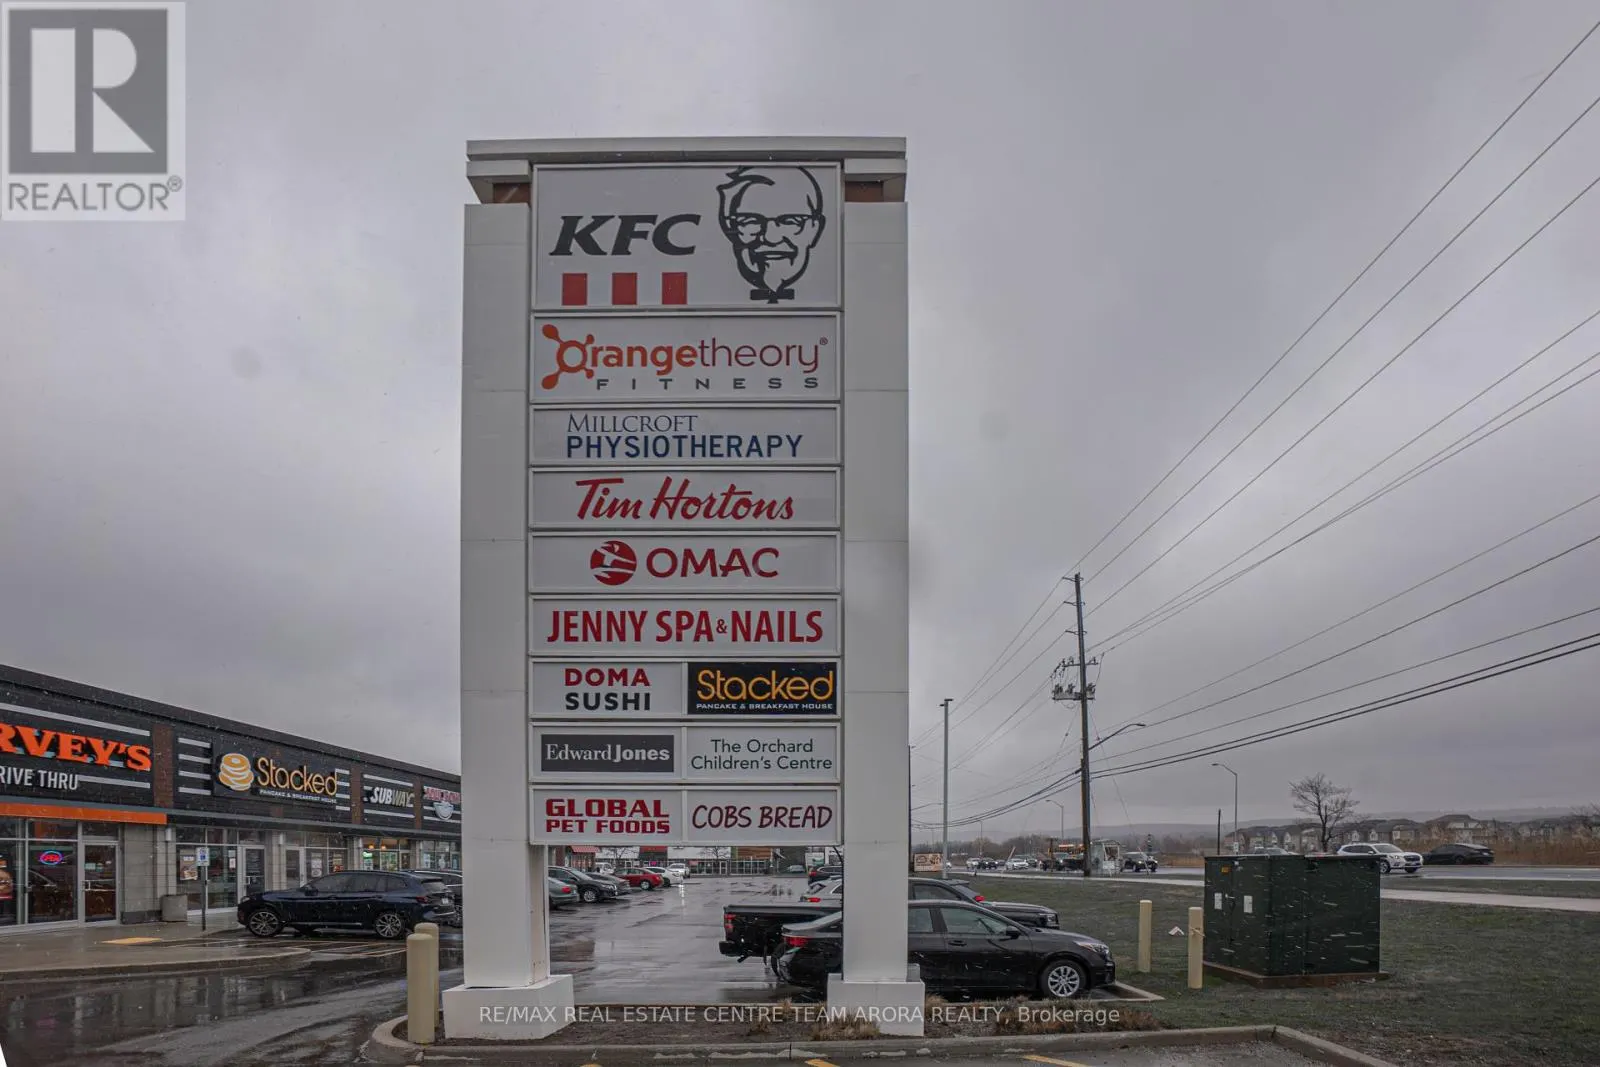 REALTOR®
KFC
Orangetheory®
FITNESS
MILLCROFT
PHYSIOTHERAPY
Tim Hortons
OMAC
JENNY SPA & NAILS
DOMA
SUSHI
Stacked
PANCAKE & BREAKFAST HOUSE
Edward Jones
The Orchard
Children's Centre
GLOBAL
PET FOODS
COBS BREAD
RVEY'S
RIVE THRU
Stacked
PANCAKE & BREAKFAST HOUSE
SUBWAY
OPEN
RE/MAX REAL ESTATE CENTRE TEAM ARORA REALTY, Brokerage